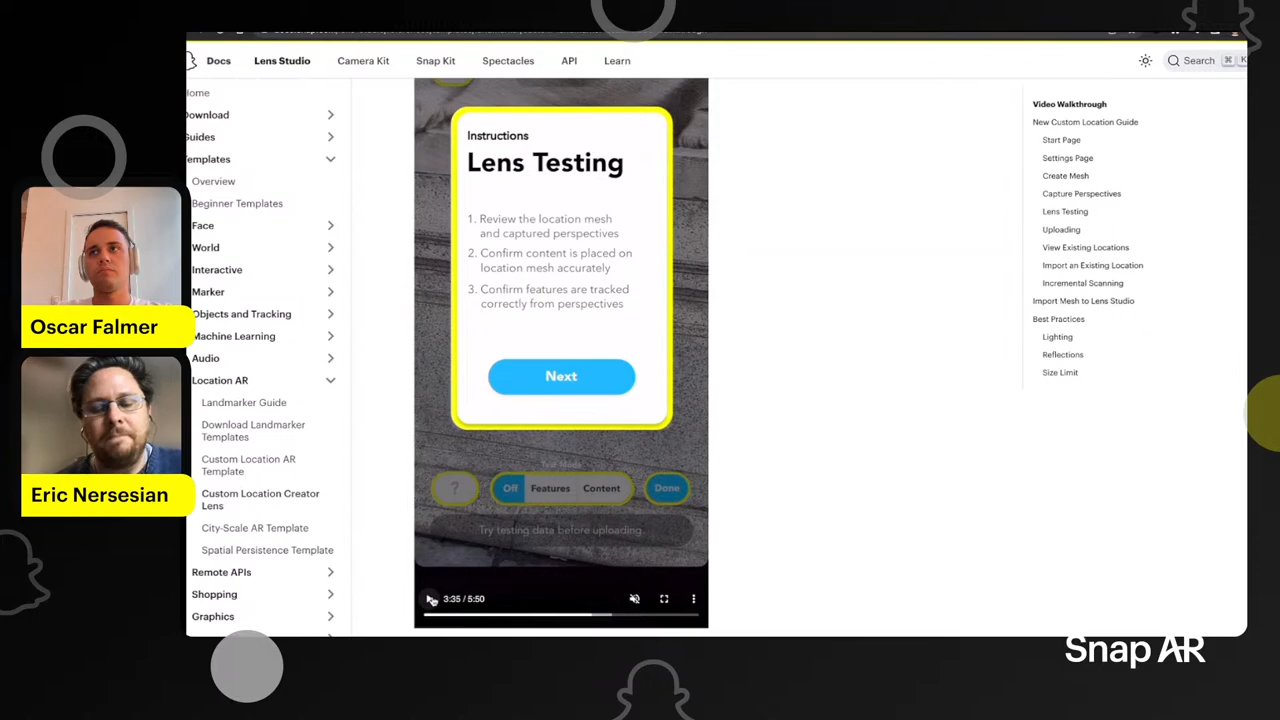 Docs
Lens Studio
Camera Kit
Snap Kit
Spectacles
API
Learn
Search
Home
Download
Guides
Templates
Overview
Beginner Templates
Face
World
Interactive
Marker
Objects and Tracking
Machine Learning
Audio
Location AR
Landmarker Guide
Download Landmarker
Templates
Custom Location AR
Template
Custom Location Creator
Lens
City-Scale AR Template
Spatial Persistence Template
Remote APIs
Shopping
Graphics
Instructions
Lens Testing
1. Review the location mesh
and captured perspectives
2. Confirm content is placed on
location mesh accurately
3. Confirm features are tracked
correctly from perspectives
Next
?
Off
Features
Content
Done
Try testing data before uploading.
3:35 / 5:50
Video Walkthrough
New Custom Location Guide
Start Page
Settings Page
Create Mesh
Capture Perspectives
Lens Testing
Uploading
View Existing Locations
Import an Existing Location
Incremental Scanning
Import Mesh to Lens Studio
Best Practices
Lighting
Reflections
Size Limit
Oscar Falmer
Eric Nersesian
Snap AR